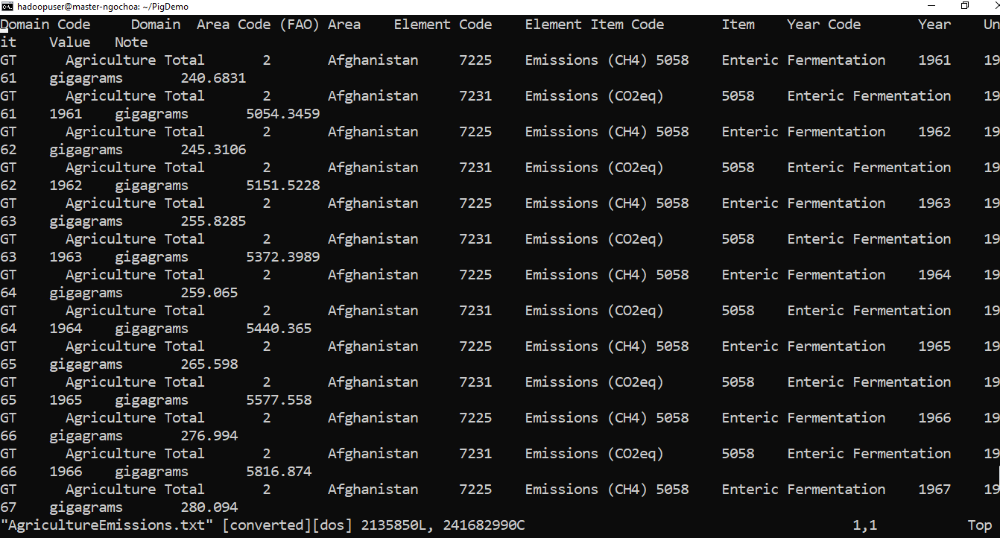 hadoopuser@master-ngochoa: ~/PigDemo
Domain Code Domain Area Code (FAO) Area Element Code Element Item Code Item Year Code Year Un
it Value Note
GT Agriculture Total 2 Afghanistan 7225 Emissions (CH4) 5058 Enteric Fermentation 1961 19
61 gigagrams 240.6831
GT Agriculture Total 2 Afghanistan 7231 Emissions (CO2eq) 5058 Enteric Fermentation 19
61 1961 gigagrams 5054.3459
GT Agriculture Total 2 Afghanistan 7225 Emissions (CH4) 5058 Enteric Fermentation 1962 19
62 gigagrams 245.3106
GT Agriculture Total 2 Afghanistan 7231 Emissions (CO2eq) 5058 Enteric Fermentation 19
62 1962 gigagrams 5151.5228
GT Agriculture Total 2 Afghanistan 7225 Emissions (CH4) 5058 Enteric Fermentation 1963 19
63 gigagrams 255.8285
GT Agriculture Total 2 Afghanistan 7231 Emissions (CO2eq) 5058 Enteric Fermentation 19
63 1963 gigagrams 5372.3989
GT Agriculture Total 2 Afghanistan 7225 Emissions (CH4) 5058 Enteric Fermentation 1964 19
64 gigagrams 259.065
GT Agriculture Total 2 Afghanistan 7231 Emissions (CO2eq) 5058 Enteric Fermentation 19
64 1964 gigagrams 5440.365
GT Agriculture Total 2 Afghanistan 7225 Emissions (CH4) 5058 Enteric Fermentation 1965 19
65 gigagrams 265.598
GT Agriculture Total 2 Afghanistan 7231 Emissions (CO2eq) 5058 Enteric Fermentation 19
65 1965 gigagrams 5577.558
GT Agriculture Total 2 Afghanistan 7225 Emissions (CH4) 5058 Enteric Fermentation 1966 19
66 gigagrams 276.994
GT Agriculture Total 2 Afghanistan 7231 Emissions (CO2eq) 5058 Enteric Fermentation 19
66 1966 gigagrams 5816.874
GT Agriculture Total 2 Afghanistan 7225 Emissions (CH4) 5058 Enteric Fermentation 1967 19
67 gigagrams 280.094
"AgricultureEmissions.txt" [converted][dos] 2135850L, 241682990C 1,1 Top